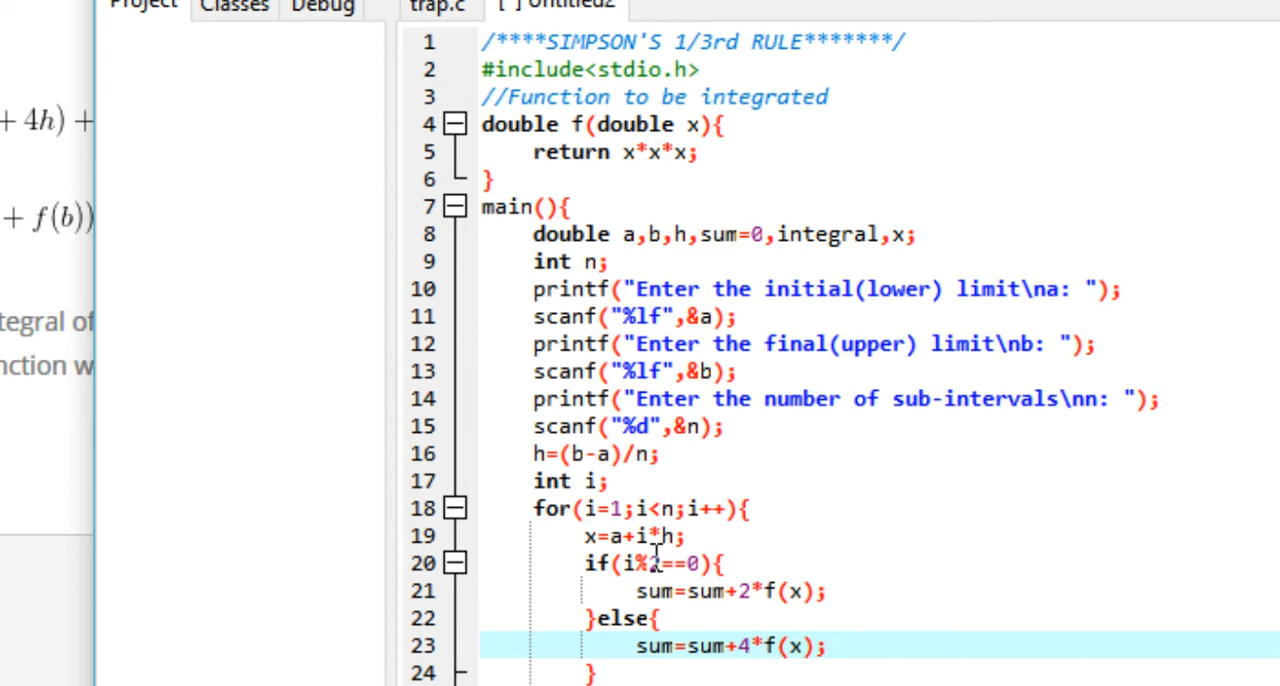 Project Classes Debug trap.c [*] Untitled2
+ 4h) +
+ f(b))
tegral of
nction w
1 /****SIMPSON'S 1/3rd RULE*******/
2 #include<stdio.h>
3 //Function to be integrated
4 double f(double x){
5 return x*x*x;
6 }
7 main(){
8 double a,b,h,sum=0,integral,x;
9 int n;
10 printf("Enter the initial(lower) limit\na: ");
11 scanf("%lf",&a);
12 printf("Enter the final(upper) limit\nb: ");
13 scanf("%lf",&b);
14 printf("Enter the number of sub-intervals\nn: ");
15 scanf("%d",&n);
16 h=(b-a)/n;
17 int i;
18 for(i=1;i<n;i++){
19 x=a+i*h;
20 if(i%2==0){
21 sum=sum+2*f(x);
22 }else{
23 sum=sum+4*f(x);
24 }